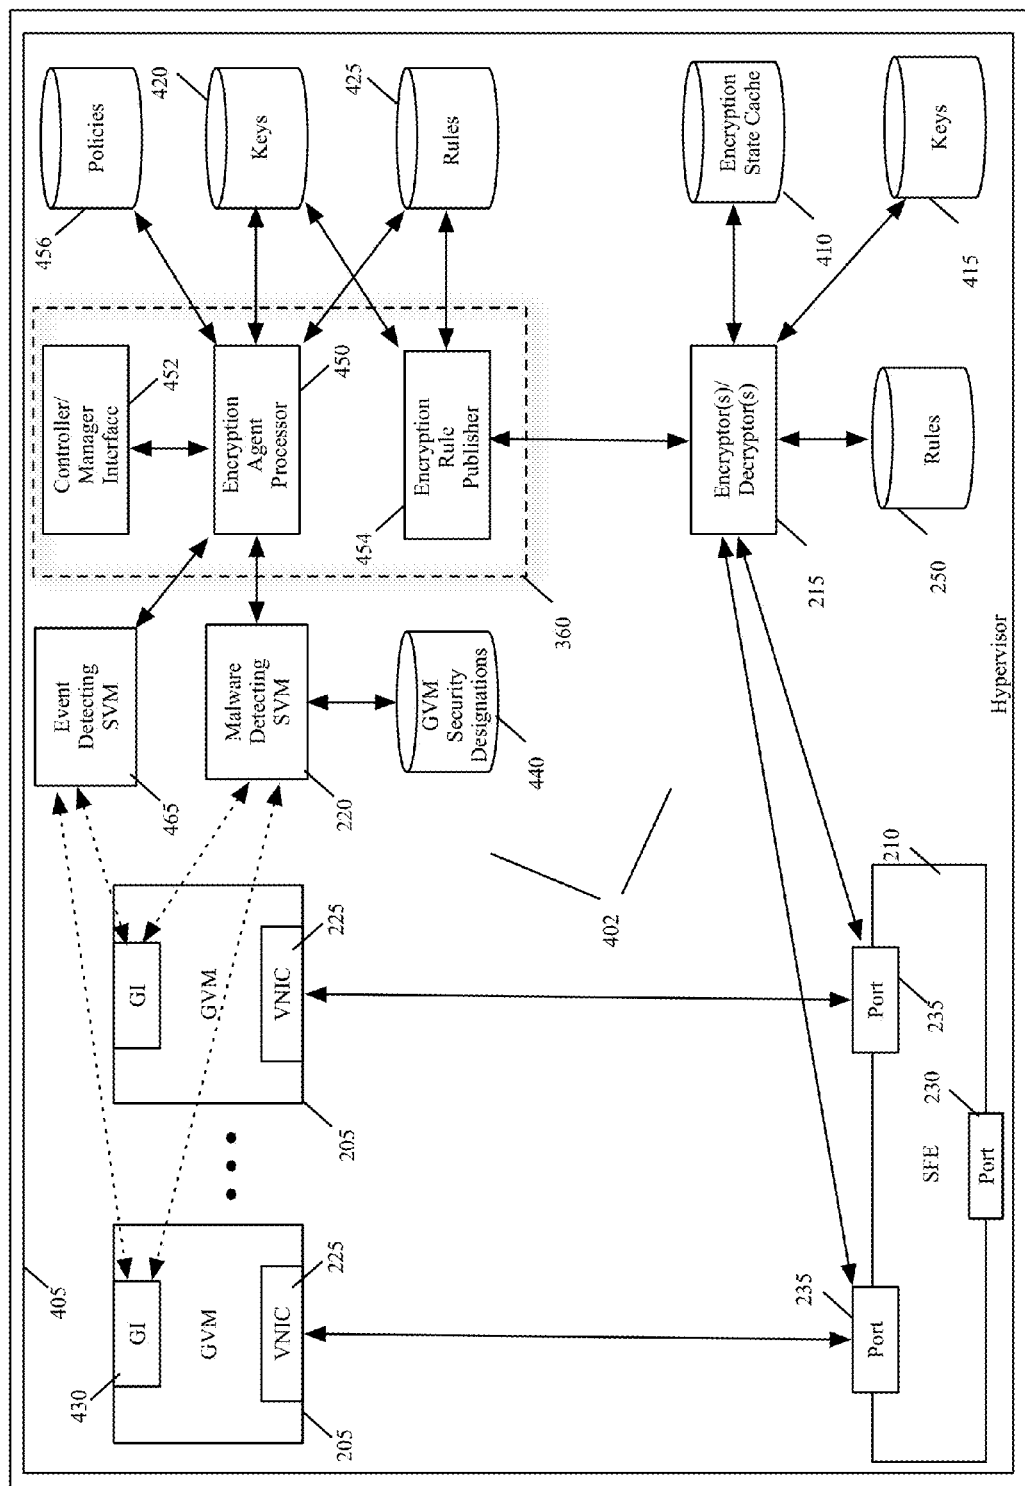 405
430
GI
GVM
VNIC
225
205
GI
GVM
VNIC
225
205
Event
Detecting
SVM
465
Malware
Detecting
SVM
220
GVM
Security
Designations
440
Controller/
Manager
Interface
452
Encryption
Agent
Processor
450
Encryption
Rule
Publisher
454
360
Policies
456
Keys
420
Rules
425
402
Encryptor(s)/
Decryptor(s)
215
Encryption
State Cache
410
Keys
415
Rules
250
235
Port
Port
235
210
SFE
230
Port
Hypervisor